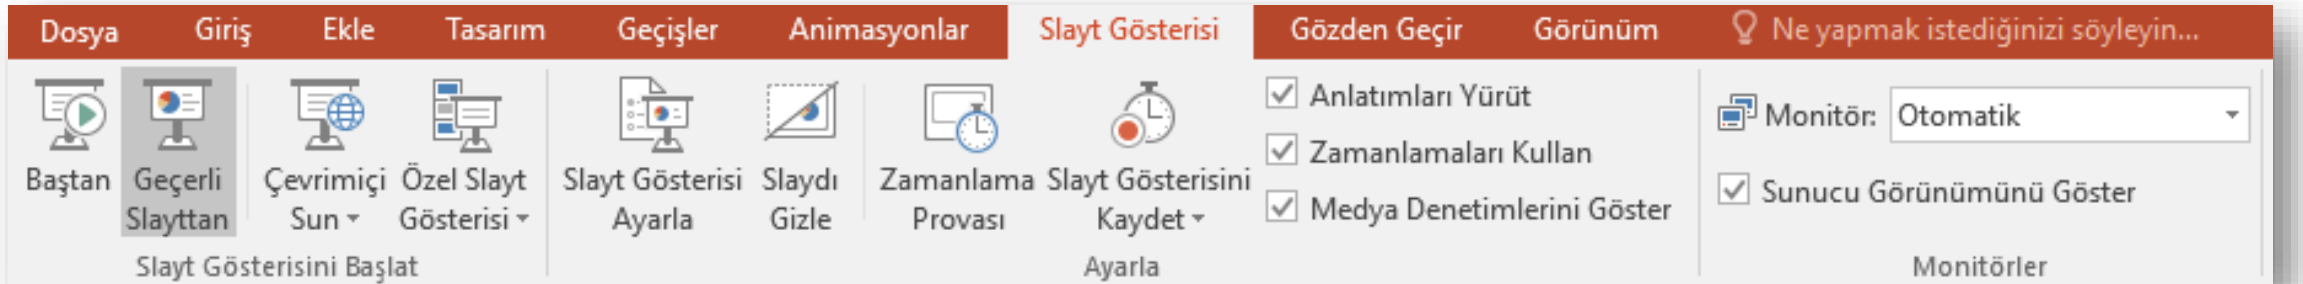 Dosya Giriş Ekle Tasarım Geçişler Animasyonlar Slayt Gösterisi Gözden Geçir Görünüm Ne yapmak istediğinizi söyleyin...
Baştan
Geçerli
Slayttan
Çevrimiçi
Sun
Özel Slayt
Gösterisi
Slayt Gösterisini Başlat
Slayt Gösterisi
Ayarla
Slaydı
Gizle
Zamanlama
Provası
Slayt Gösterisini
Kaydet
Anlatımları Yürüt
Zamanlamaları Kullan
Medya Denetimlerini Göster
Ayarla
Monitör: Otomatik
Sunucu Görünümünü Göster
Monitörler